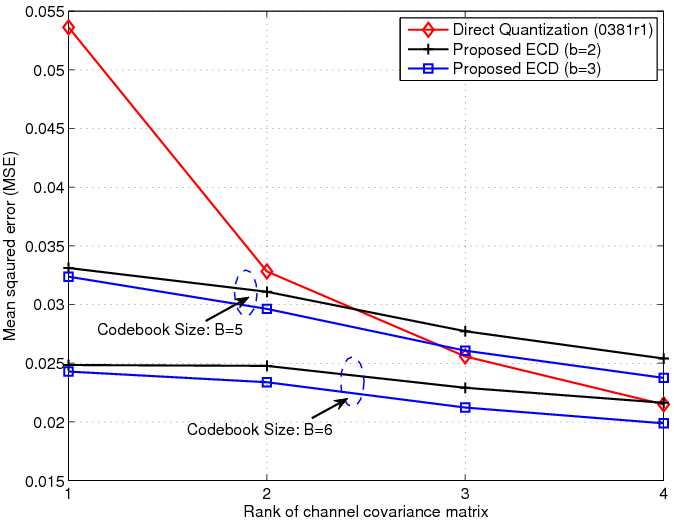 0.055
0.05
0.045
0.04
0.035
0.03
0.025
0.02
0.015
Mean sqaured error (MSE)
Direct Quantization (0381r1)
Proposed ECD (b=2)
Proposed ECD (b=3)
Codebook Size: B=5
Codebook Size: B=6
1
2
3
4
Rank of channel covariance matrix